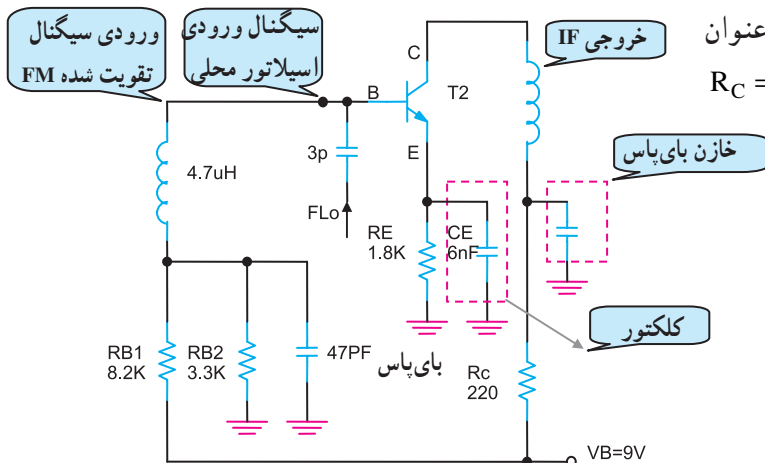 ورودی سیگنال
تقویت شده FM
سیگنال ورودی
اسیلاتور محلی
خروجی IF
عنوان
R_C =
C
B
T2
E
4.7uH
3p
FLo
خازن بای‌پاس
RE
1.8K
CE
6nF
کلکتور
RB1
8.2K
RB2
3.3K
47PF
بای‌پاس
Rc
220
VB=9V